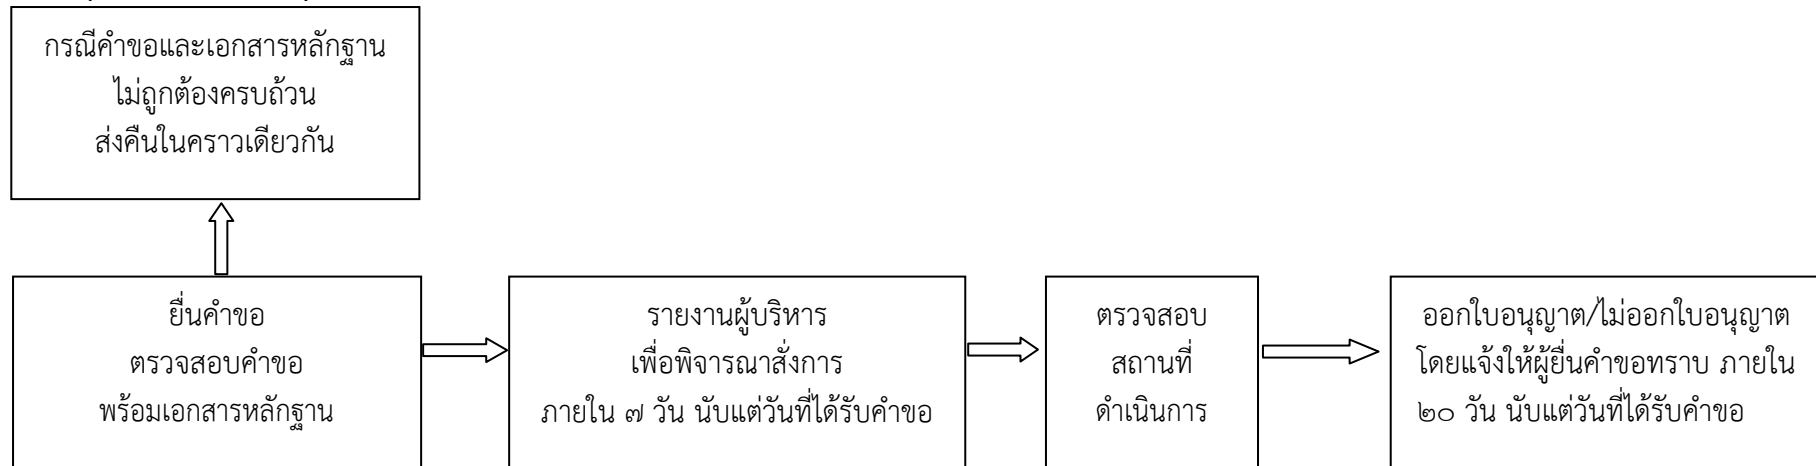 กรณีคำขอและเอกสารหลักฐาน
ไม่ถูกต้องครบถ้วน
ส่งคืนในคราวเดียวกัน
ยื่นคำขอ
ตรวจสอบคำขอ
พร้อมเอกสารหลักฐาน
รายงานผู้บริหาร
เพื่อพิจารณาสั่งการ
ภายใน ๗ วัน นับแต่วันที่ได้รับคำขอ
ตรวจสอบ
สถานที่
ดำเนินการ
ออกใบอนุญาต/ไม่ออกใบอนุญาต
โดยแจ้งให้ผู้ยื่นคำขอทราบ ภายใน
๒๐ วัน นับแต่วันที่ได้รับคำขอ